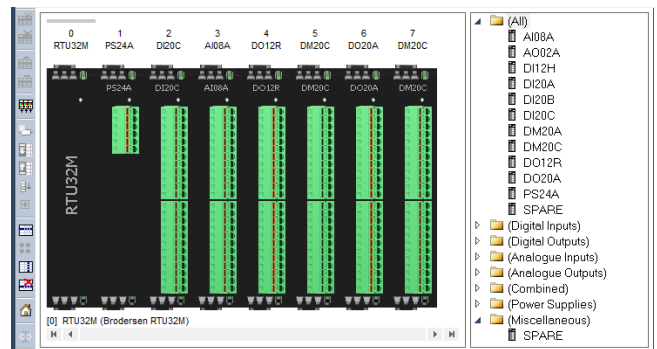 0 1 2 3 4 5 6 7
RTU32M PS24A DI20C AI08A DO12R DM20C DO20A DM20C
PS24A DI20C AI08A DO12R DM20C DO20A DM20C
RTU32M
[0] RTU32M (Brodersen RTU32M)
(All)
AI08A
AO02A
DI12H
DI20A
DI20B
DI20C
DM20A
DM20C
DO12R
DO20A
PS24A
SPARE
(Digital Inputs)
(Digital Outputs)
(Analogue Inputs)
(Analogue Outputs)
(Combined)
(Power Supplies)
(Miscellaneous)
SPARE